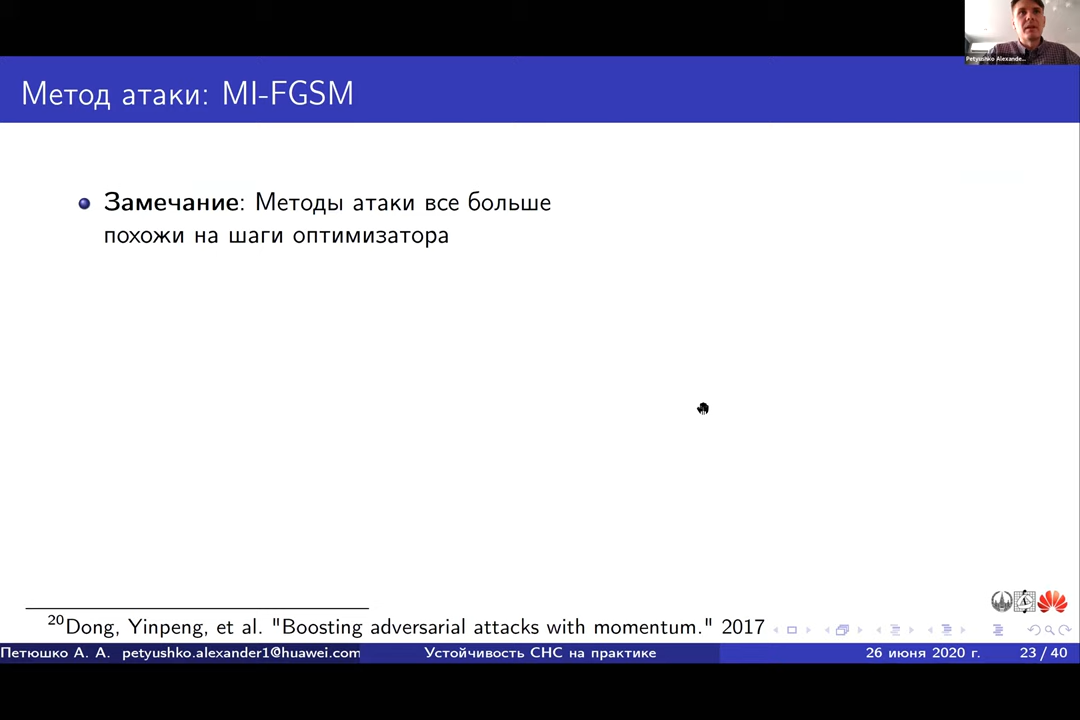 Petyushko Alexande...
Метод атаки: MI-FGSM
Замечание: Методы атаки все больше
похожи на шаги оптимизатора
20Dong, Yinpeng, et al. "Boosting adversarial attacks with momentum." 2017
Петюшко А. А. petyushko.alexander1@huawei.com Устойчивость СНС на практике 26 июня 2020 г. 23 / 40